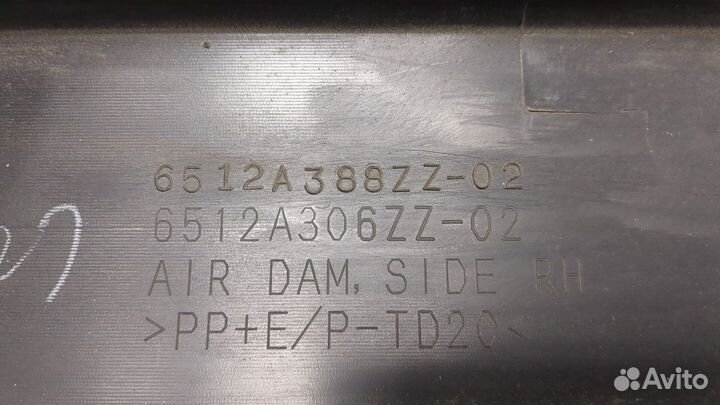 6512A388ZZ-02
6512A306ZZ-02
AIR DAM, SIDE RH
>PP+E/P-TD20<
Avito